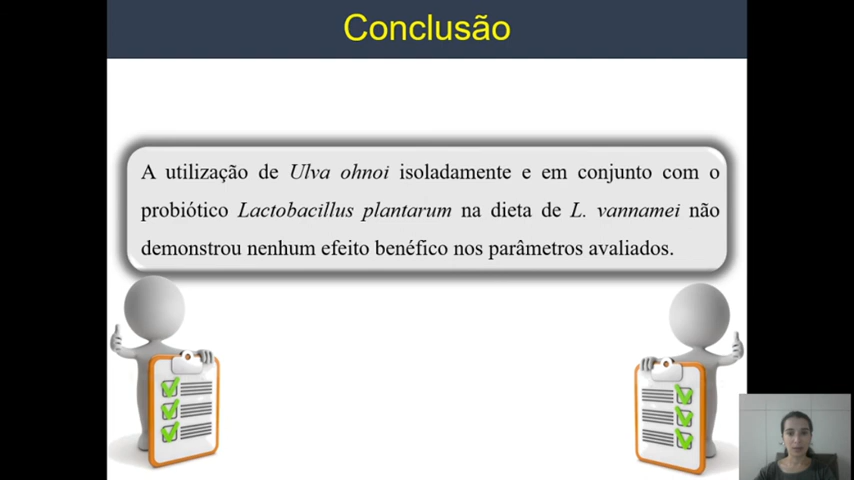 Conclusão
A utilização de Ulva ohnoi isoladamente e em conjunto com o
probiótico Lactobacillus plantarum na dieta de L. vannamei não
demonstrou nenhum efeito benéfico nos parâmetros avaliados.